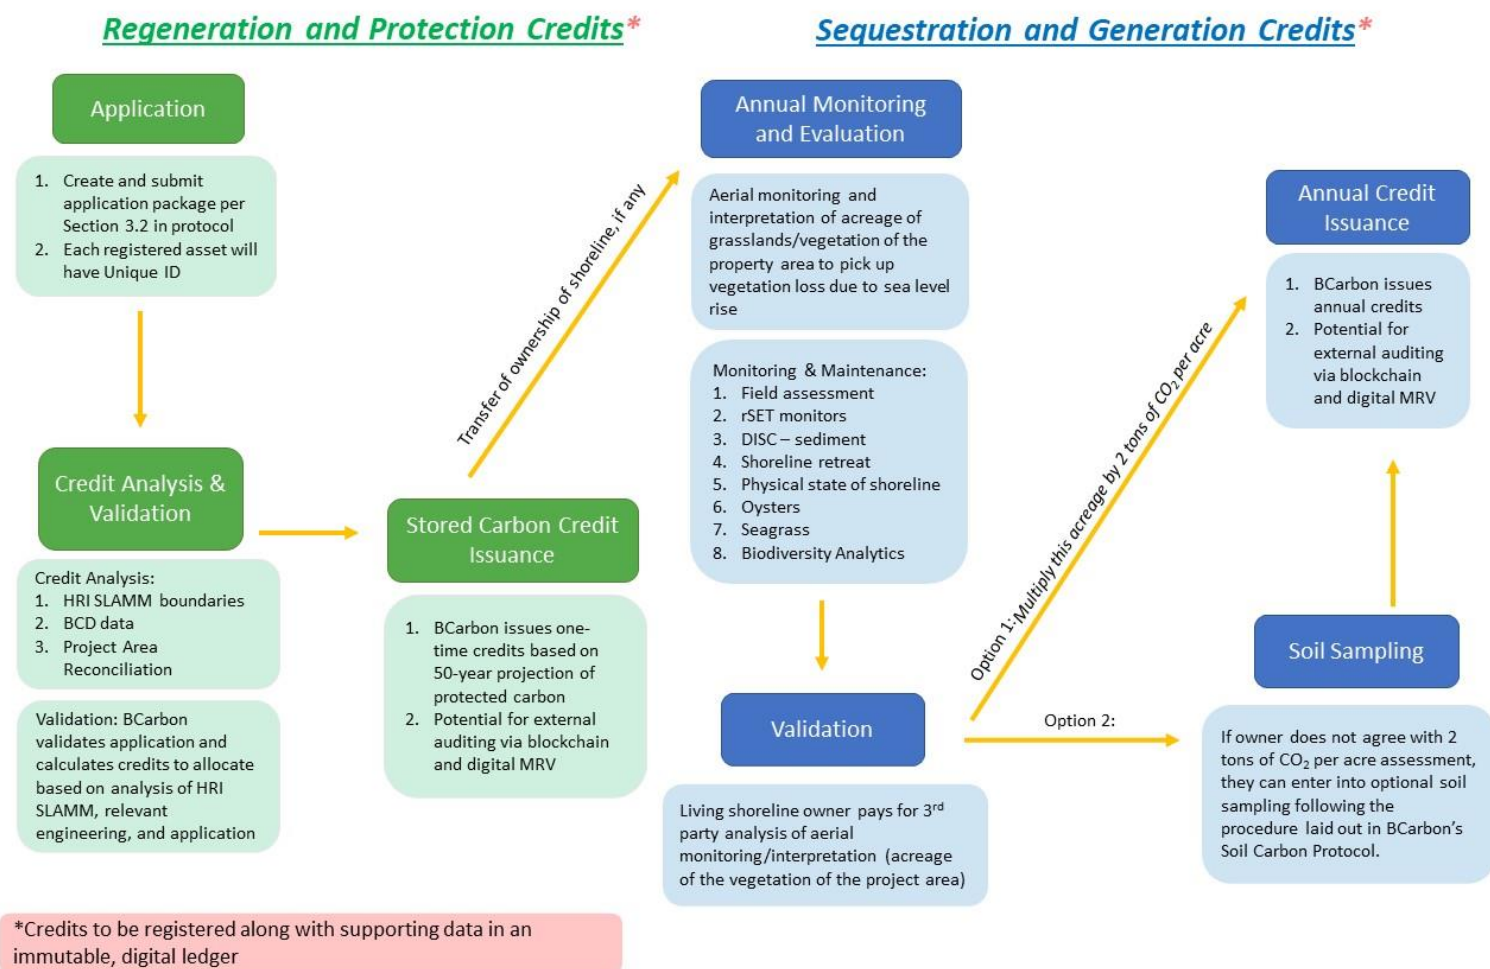 Regeneration and Protection Credits*
Application
1. Create and submit
application package per
Section 3.2 in protocol
2. Each registered asset will
have Unique ID
Credit Analysis &
Validation
Credit Analysis:
1. HRI SLAMM boundaries
2. BCD data
3. Project Area
Reconciliation
Validation: BCarbon
validates application and
calculates credits to allocate
based on analysis of HRI
SLAMM, relevant
engineering, and application
Stored Carbon Credit
Issuance
1. BCarbon issues one-
time credits based on
50-year projection of
protected carbon
2. Potential for external
auditing via blockchain
and digital MRV
Transfer of ownership of shoreline, if any
Sequestration and Generation Credits*
Annual Monitoring
and Evaluation
Aerial monitoring and
interpretation of acreage of
grasslands/vegetation of the
property area to pick up
vegetation loss due to sea level
rise
Monitoring & Maintenance:
1. Field assessment
2. rSET monitors
3. DISC – sediment
4. Shoreline retreat
5. Physical state of shoreline
6. Oysters
7. Seagrass
8. Biodiversity Analytics
Validation
Living shoreline owner pays for 3rd
party analysis of aerial
monitoring/interpretation (acreage
of the vegetation of the project area)
Option 1: Multiply this acreage by 2 tons of CO2 per acre
Option 2:
Annual Credit
Issuance
1. BCarbon issues
annual credits
2. Potential for
external auditing
via blockchain
and digital MRV
Soil Sampling
If owner does not agree with 2
tons of CO2 per acre assessment,
they can enter into optional soil
sampling following the
procedure laid out in BCarbon's
Soil Carbon Protocol.
*Credits to be registered along with supporting data in an
immutable, digital ledger